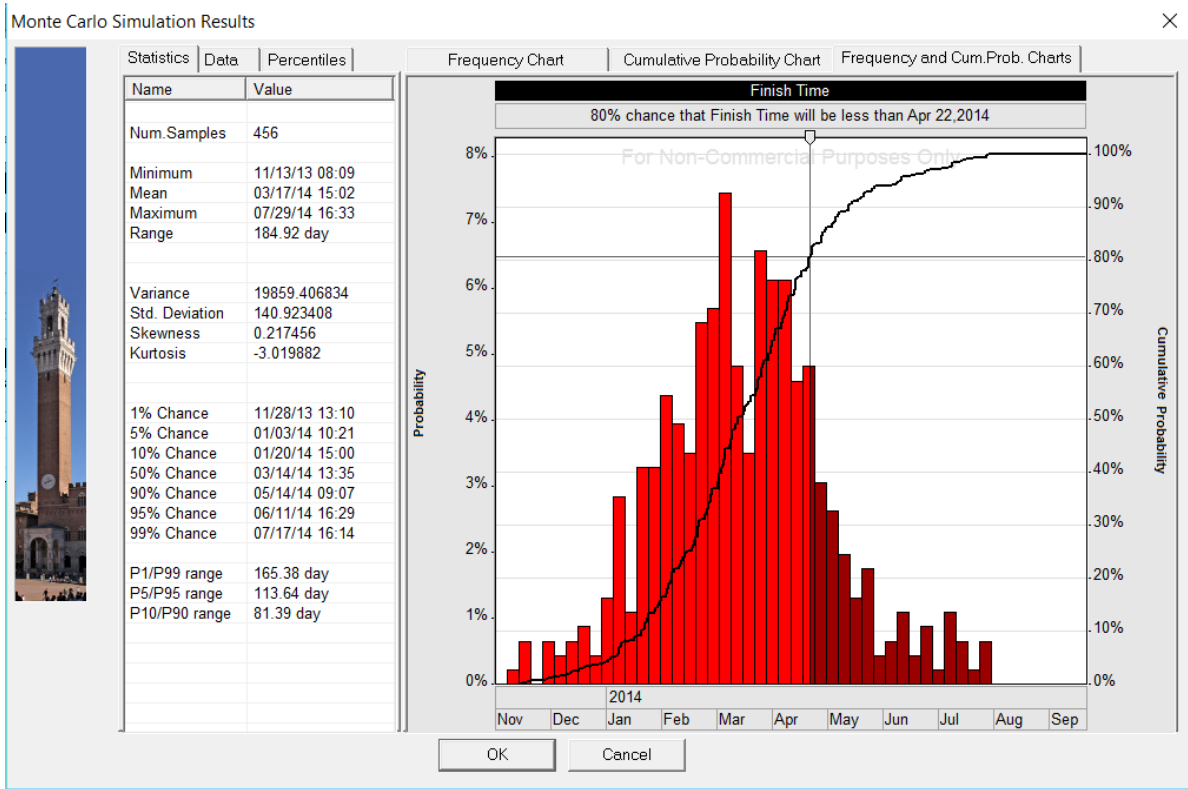 Monte Carlo Simulation Results
Statistics Data Percentiles
Name Value
Num.Samples 456
Minimum 11/13/13 08:09
Mean 03/17/14 15:02
Maximum 07/29/14 16:33
Range 184.92 day
Variance 19859.406834
Std. Deviation 140.923408
Skewness 0.217456
Kurtosis -3.019882
1% Chance 11/28/13 13:10
5% Chance 01/03/14 10:21
10% Chance 01/20/14 15:00
50% Chance 03/14/14 13:35
90% Chance 05/14/14 09:07
95% Chance 06/11/14 16:29
99% Chance 07/17/14 16:14
P1/P99 range 165.38 day
P5/P95 range 113.64 day
P10/P90 range 81.39 day
Frequency Chart Cumulative Probability Chart Frequency and Cum.Prob. Charts
Finish Time
80% chance that Finish Time will be less than Apr 22,2014
For Non-Commercial Purposes Only
Probability
8%
7%
6%
5%
4%
3%
2%
1%
0%
100%
90%
80%
70%
60%
50%
40%
30%
20%
10%
0%
Cumulative Probability
2014
Nov Dec Jan Feb Mar Apr May Jun Jul Aug Sep
OK Cancel